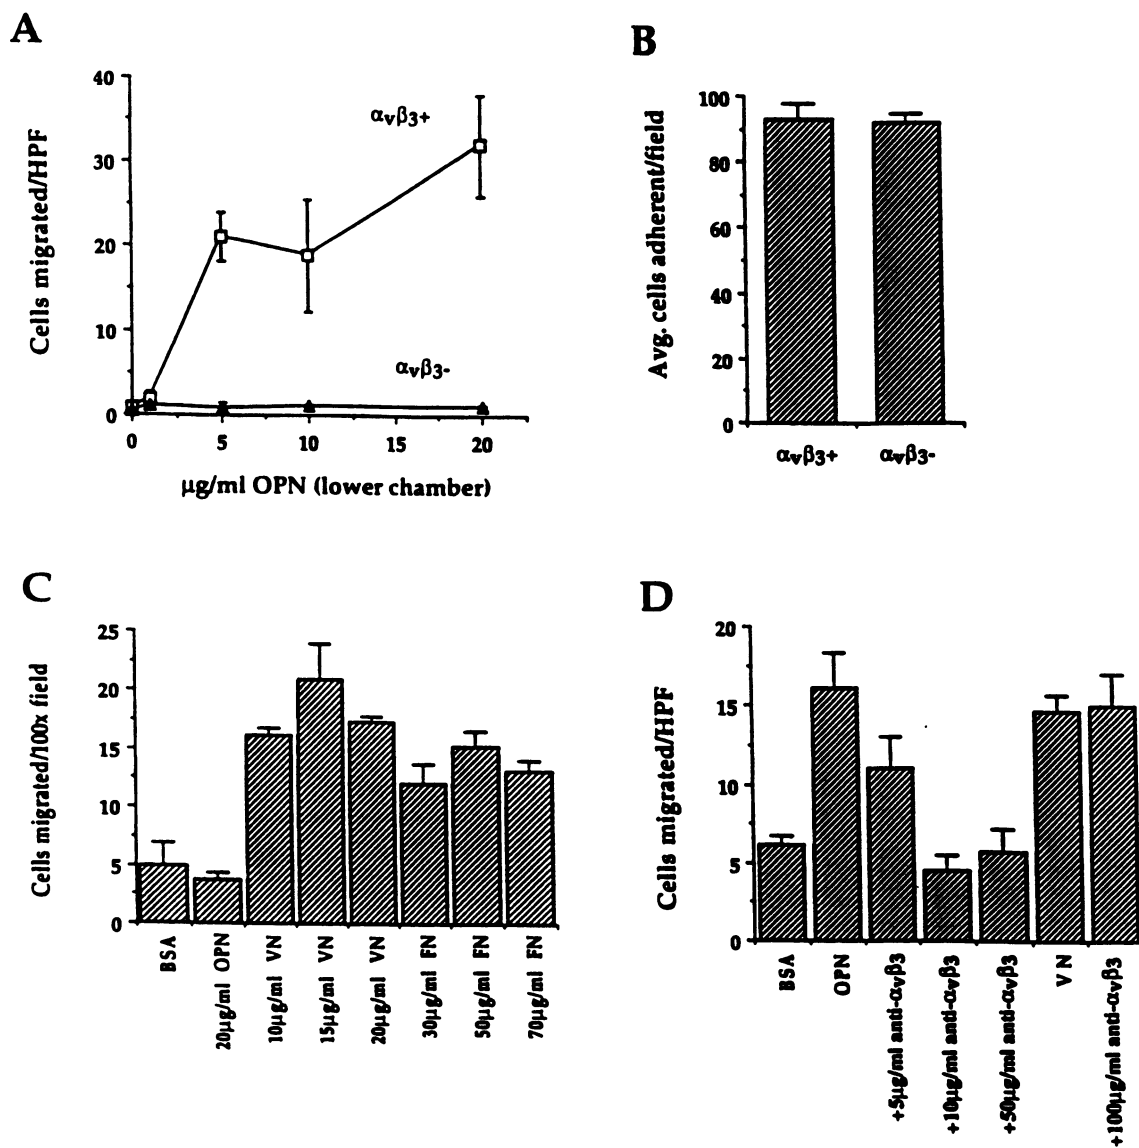 A
Cells migrated/HPF
40
30
20
10
0
αvβ3+
αvβ3-
0 5 10 15 20
μg/ml OPN (lower chamber)
B
Avg. cells adherent/field
100
80
60
40
20
0
αvβ3+ αvβ3-
C
Cells migrated/100x field
25
20
15
10
5
0
BSA
20μg/ml OPN
10μg/ml VN
15μg/ml VN
20μg/ml VN
30μg/ml FN
50μg/ml FN
70μg/ml FN
D
Cells migrated/HPF
20
15
10
5
0
BSA
OPN
+5μg/ml anti-αvβ3
+10μg/ml anti-αvβ3
+50μg/ml anti-αvβ3
V N
+100μg/ml anti-αvβ3